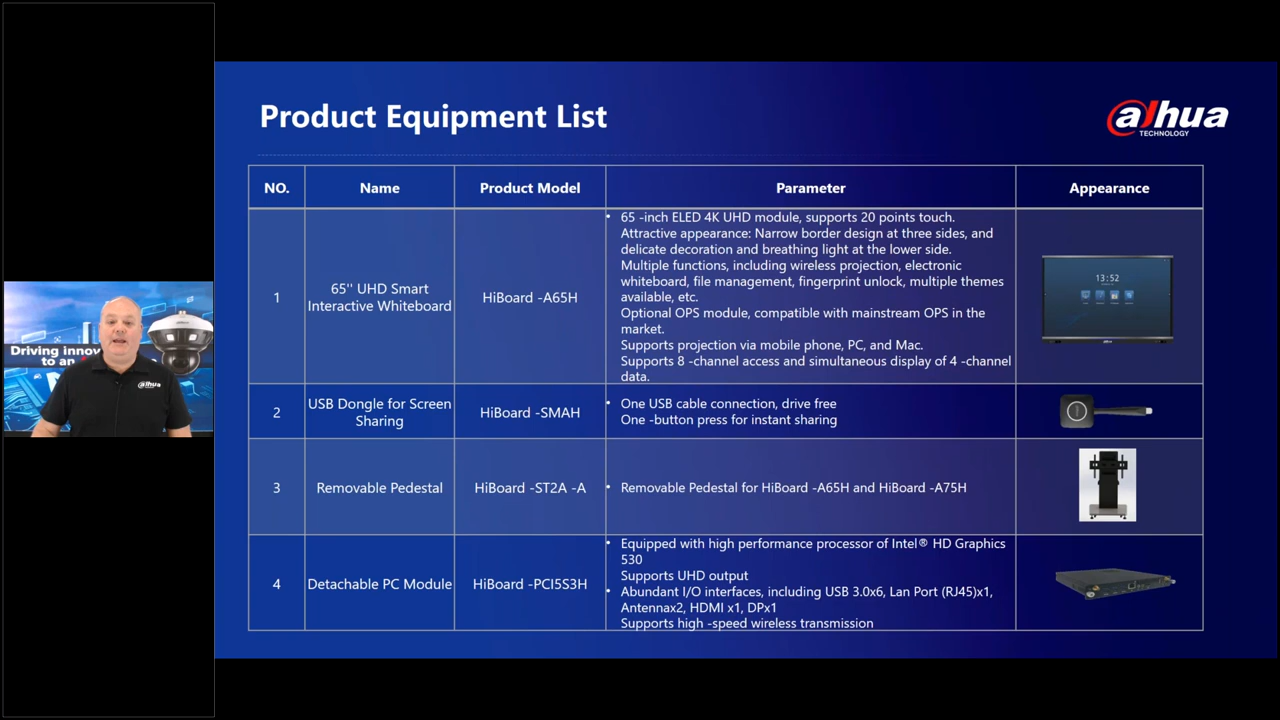 Product Equipment List
alhua
TECHNOLOGY
NO.
Name
Product Model
Parameter
Appearance
1
65'' UHD Smart
Interactive Whiteboard
HiBoard -A65H
• 65 -inch ELED 4K UHD module, supports 20 points touch.
Attractive appearance: Narrow border design at three sides, and
delicate decoration and breathing light at the lower side.
Multiple functions, including wireless projection, electronic
whiteboard, file management, fingerprint unlock, multiple themes
available, etc.
Optional OPS module, compatible with mainstream OPS in the
market.
Supports projection via mobile phone, PC, and Mac.
Supports 8 -channel access and simultaneous display of 4 -channel
data.
13:52
2
USB Dongle for Screen
Sharing
HiBoard -SMAH
• One USB cable connection, drive free
One -button press for instant sharing
3
Removable Pedestal
HiBoard -ST2A -A
• Removable Pedestal for HiBoard -A65H and HiBoard -A75H
4
Detachable PC Module
HiBoard -PCI5S3H
• Equipped with high performance processor of Intel® HD Graphics
530
Supports UHD output
• Abundant I/O interfaces, including USB 3.0x6, Lan Port (RJ45)x1,
Antennax2, HDMI x1, DPx1
Supports high -speed wireless transmission
Driving innov
to an
alhua